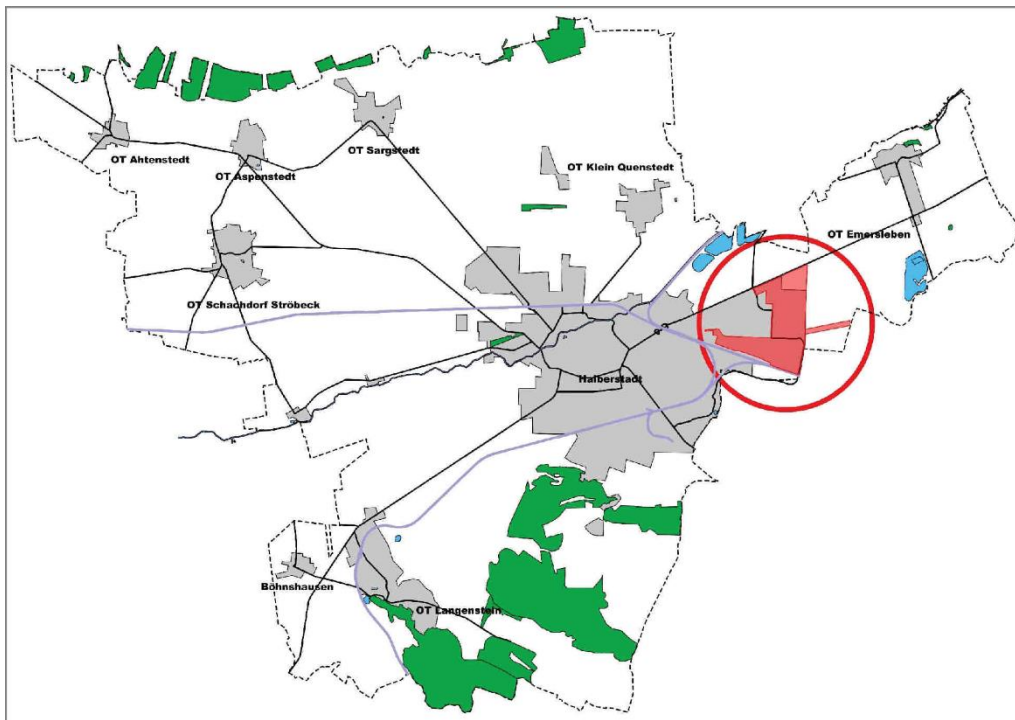 OT Sargstedt
OT Ahtenstedt
OT Aspenstedt
OT Klein Quenstedt
OT Emersleben
OT Schachdorf Ströbeck
Halberstadt
Böhnshausen
OT Langenstein